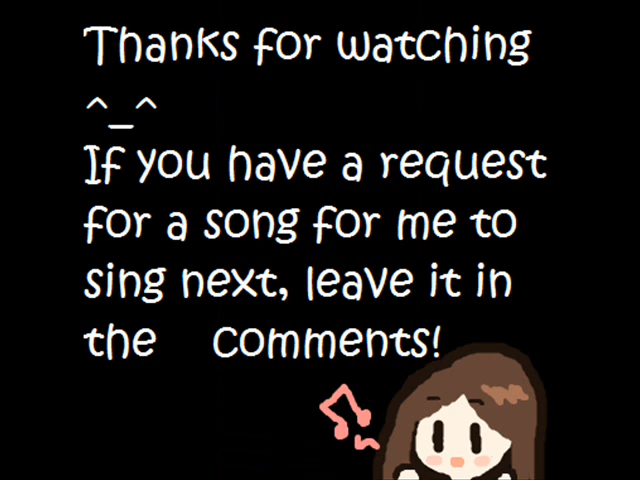 Thanks for watching
^_^
If you have a request
for a song for me to
sing next, leave it in
the comments!